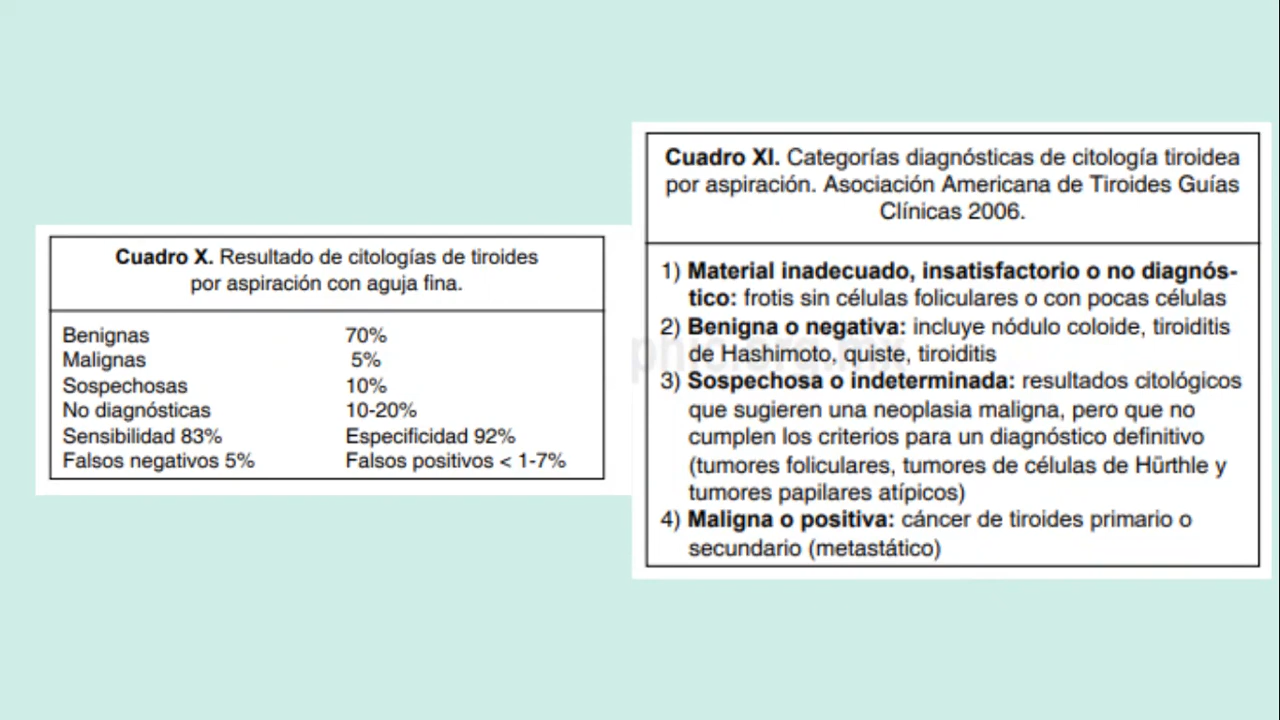 Cuadro X. Resultado de citologías de tiroides
por aspiración con aguja fina.
Benignas 70%
Malignas 5%
Sospechosas 10%
No diagnósticas 10-20%
Sensibilidad 83% Especificidad 92%
Falsos negativos 5% Falsos positivos < 1-7%
Cuadro XI. Categorías diagnósticas de citología tiroidea
por aspiración. Asociación Americana de Tiroides Guías
Clínicas 2006.
1) Material inadecuado, insatisfactorio o no diagnós-
tico: frotis sin células foliculares o con pocas células
2) Benigna o negativa: incluye nódulo coloide, tiroiditis
de Hashimoto, quiste, tiroiditis
3) Sospechosa o indeterminada: resultados citológicos
que sugieren una neoplasia maligna, pero que no
cumplen los criterios para un diagnóstico definitivo
(tumores foliculares, tumores de células de Hürthle y
tumores papilares atípicos)
4) Maligna o positiva: cáncer de tiroides primario o
secundario (metastático)